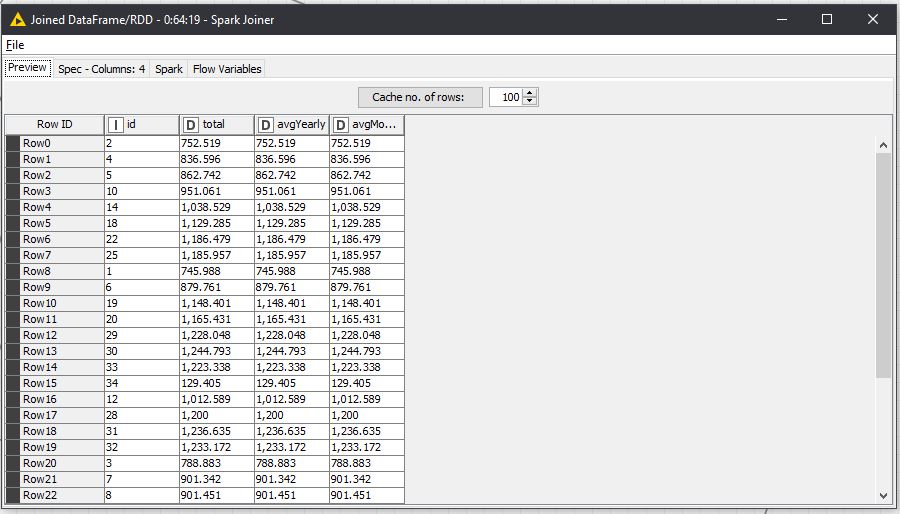 Joined DataFrame/RDD - 0:64:19 - Spark Joiner
File
Preview Spec - Columns: 4 Spark Flow Variables
Cache no. of rows: 100
Row ID I id D total D avgYearly D avgMo...
Row0 2 752.519 752.519 752.519
Row1 4 836.596 836.596 836.596
Row2 5 862.742 862.742 862.742
Row3 10 951.061 951.061 951.061
Row4 14 1,038.529 1,038.529 1,038.529
Row5 18 1,129.285 1,129.285 1,129.285
Row6 22 1,186.479 1,186.479 1,186.479
Row7 25 1,185.957 1,185.957 1,185.957
Row8 1 745.988 745.988 745.988
Row9 6 879.761 879.761 879.761
Row10 19 1,148.401 1,148.401 1,148.401
Row11 20 1,165.431 1,165.431 1,165.431
Row12 29 1,228.048 1,228.048 1,228.048
Row13 30 1,244.793 1,244.793 1,244.793
Row14 33 1,223.338 1,223.338 1,223.338
Row15 34 129.405 129.405 129.405
Row16 12 1,012.589 1,012.589 1,012.589
Row17 28 1,200 1,200 1,200
Row18 31 1,236.635 1,236.635 1,236.635
Row19 32 1,233.172 1,233.172 1,233.172
Row20 3 788.883 788.883 788.883
Row21 7 901.342 901.342 901.342
Row22 8 901.451 901.451 901.451